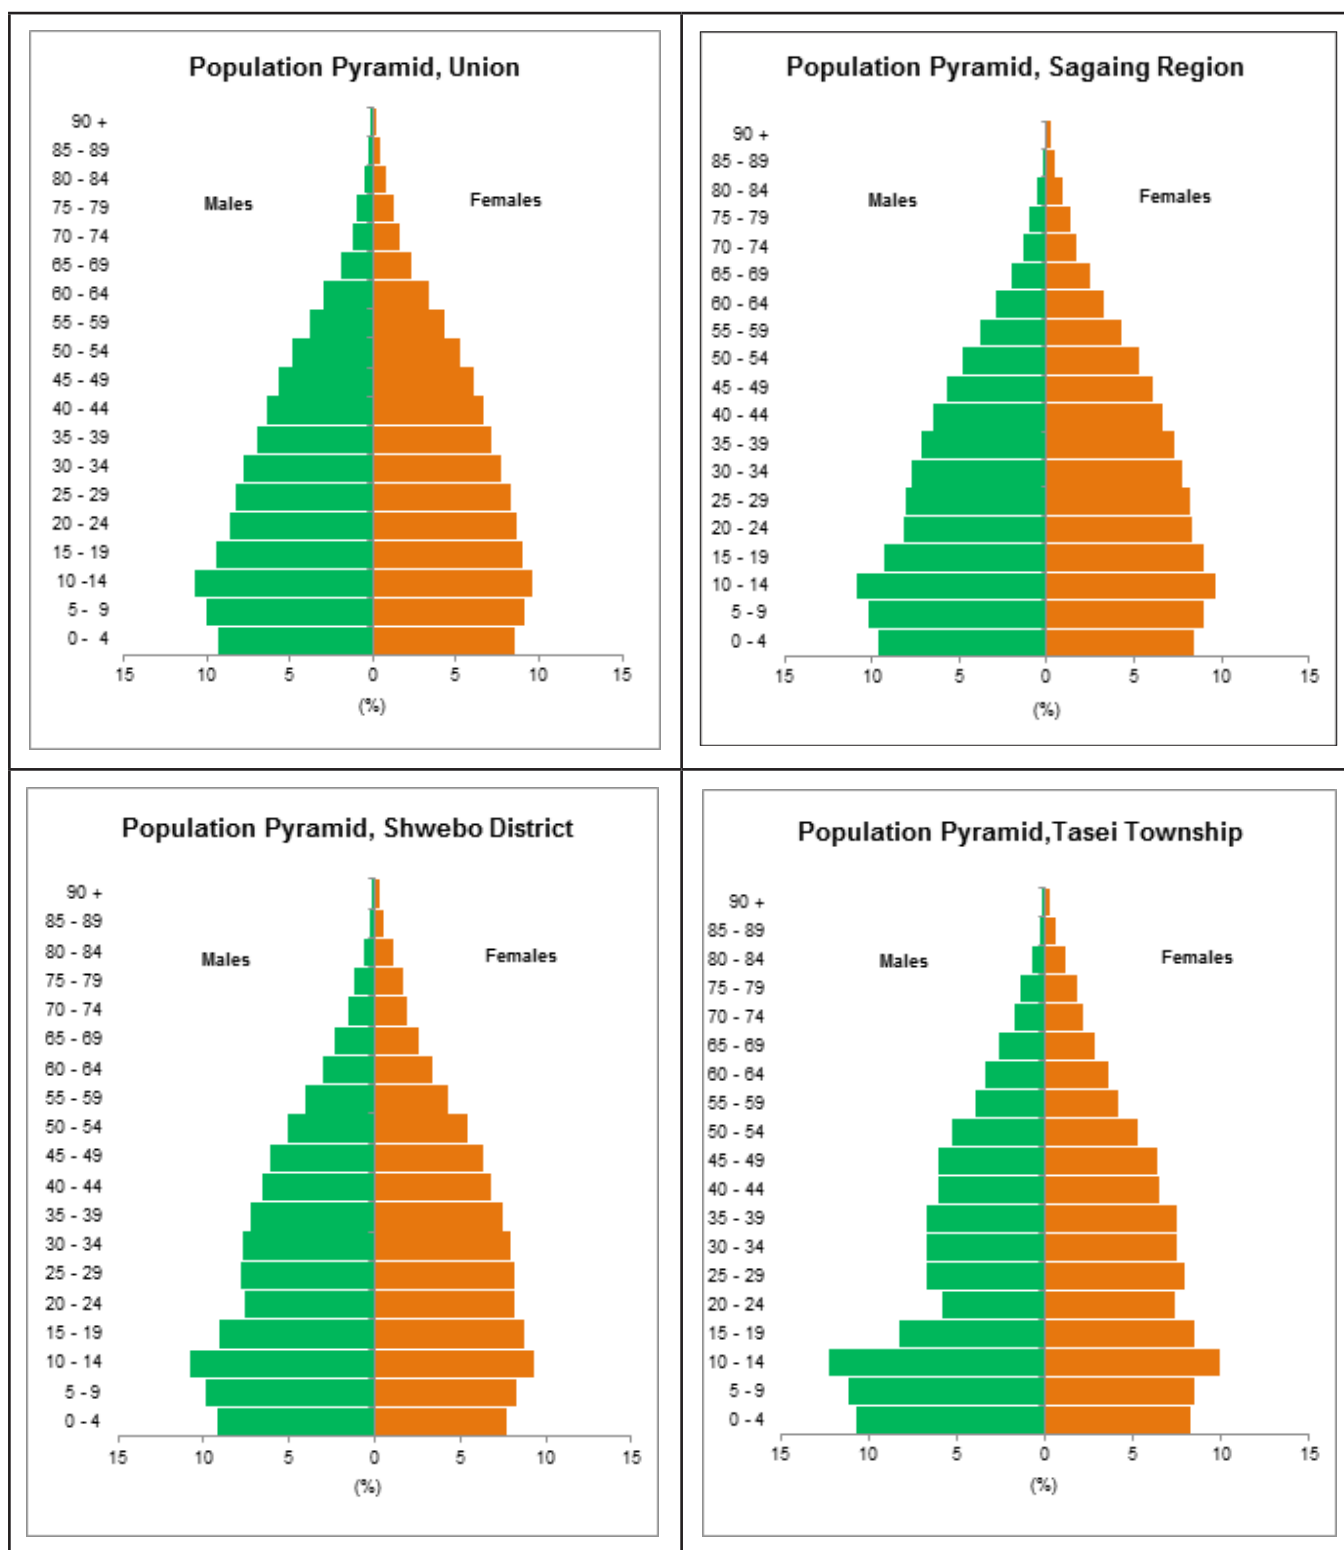 Population Pyramid, Union
90 +
85 - 89
80 - 84
75 - 79
70 - 74
65 - 69
60 - 64
55 - 59
50 - 54
45 - 49
40 - 44
35 - 39
30 - 34
25 - 29
20 - 24
15 - 19
10 -14
5 - 9
0 - 4
Males
Females
15 10 5 0 5 10 15
(%)
Population Pyramid, Sagaing Region
90 +
85 - 89
80 - 84
75 - 79
70 - 74
65 - 69
60 - 64
55 - 59
50 - 54
45 - 49
40 - 44
35 - 39
30 - 34
25 - 29
20 - 24
15 - 19
10 - 14
5 - 9
0 - 4
Males
Females
15 10 5 0 5 10 15
(%)
Population Pyramid, Shwebo District
90 +
85 - 89
80 - 84
75 - 79
70 - 74
65 - 69
60 - 64
55 - 59
50 - 54
45 - 49
40 - 44
35 - 39
30 - 34
25 - 29
20 - 24
15 - 19
10 - 14
5 - 9
0 - 4
Males
Females
15 10 5 0 5 10 15
(%)
Population Pyramid,Tasei Township
90 +
85 - 89
80 - 84
75 - 79
70 - 74
65 - 69
60 - 64
55 - 59
50 - 54
45 - 49
40 - 44
35 - 39
30 - 34
25 - 29
20 - 24
15 - 19
10 - 14
5 - 9
0 - 4
Males
Females
15 10 5 0 5 10 15
(%)